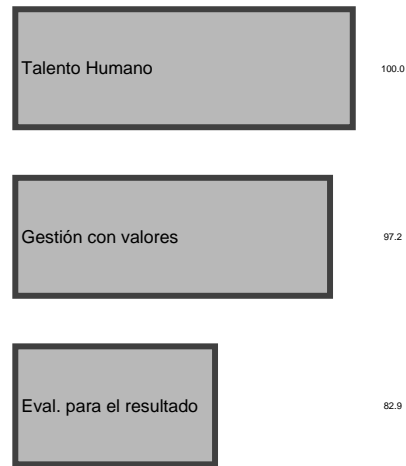 Talento Humano 100.0
Gestión con valores 97.2
Eval. para el resultado 82.9